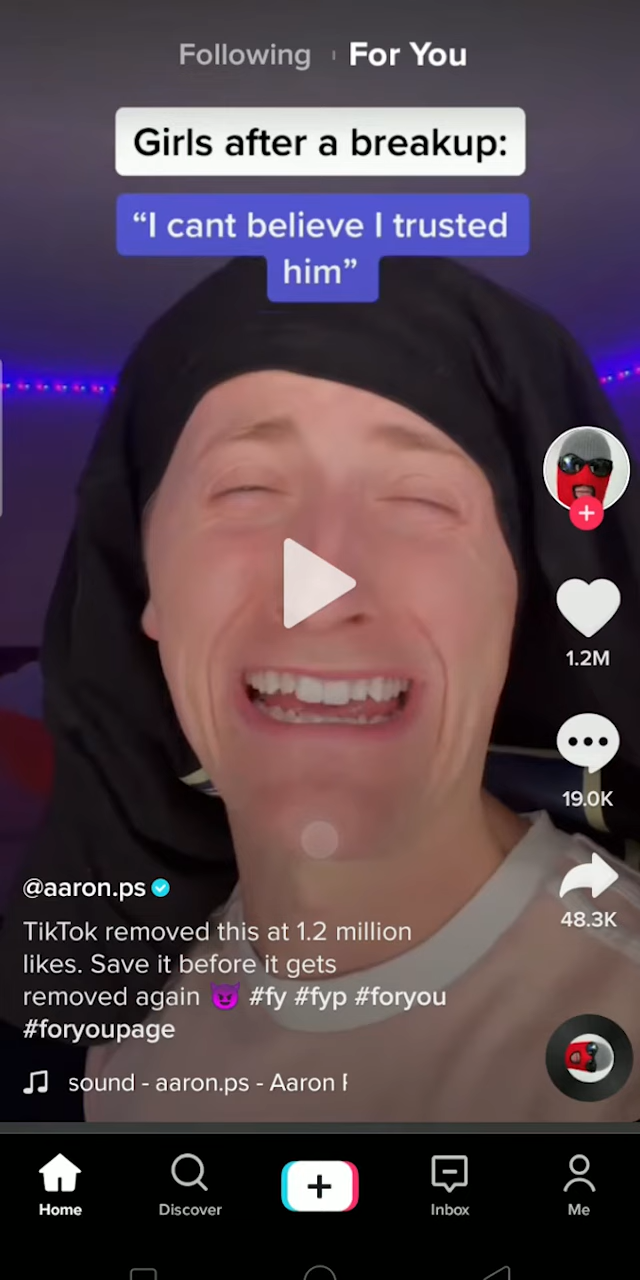 Following For You
Girls after a breakup:
“I cant believe I trusted
him”
1.2M
19.0K
48.3K
@aaron.ps
TikTok removed this at 1.2 million
likes. Save it before it gets
removed again 😈 #fy #fyp #foryou
#foryoupage
sound - aaron.ps - Aaron
Home Discover Inbox Me